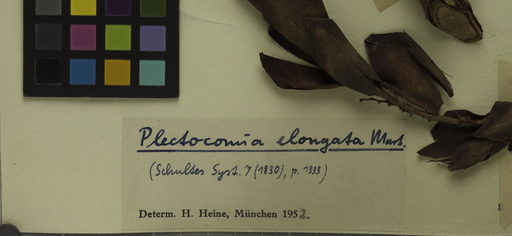 Plectocomia elongata Mart.
(Schultes Syst. 7 (1830), p. 1333)
Determ. H. Heine, München 1952.